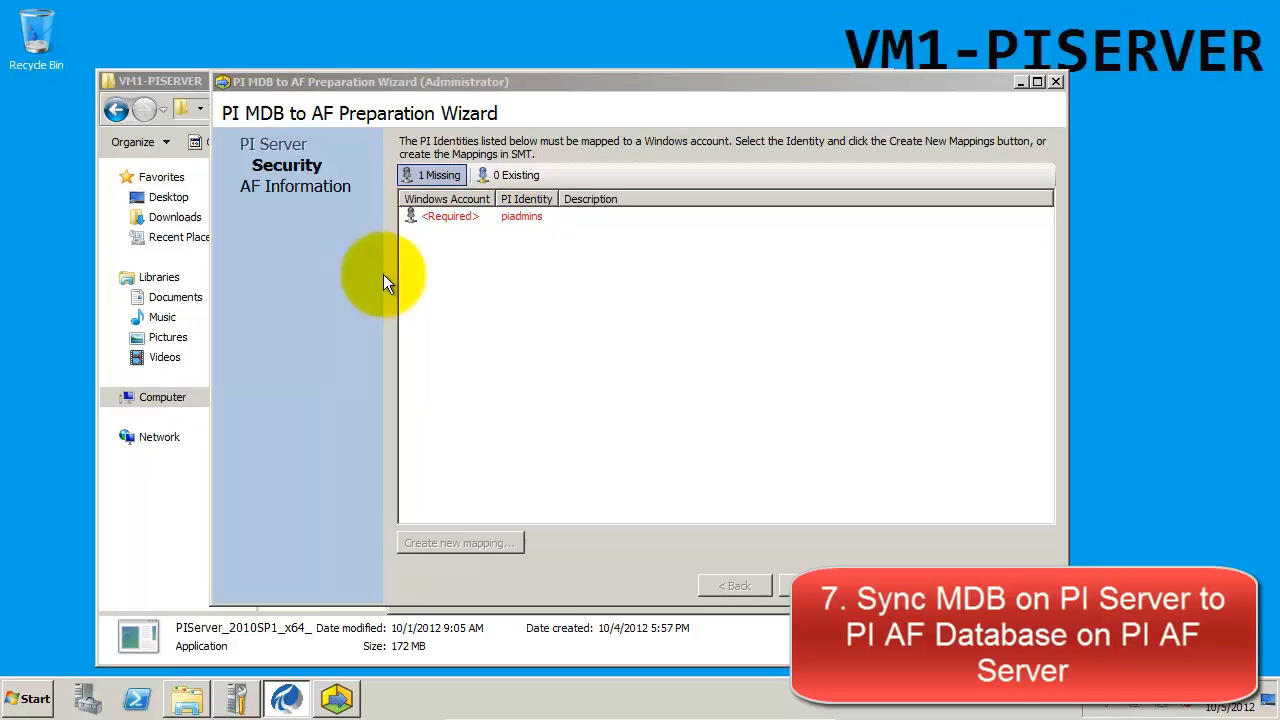 VM1-PISERVER
Recycle Bin
VM1-PISERVER
PI MDB to AF Preparation Wizard (Administrator)
PI MDB to AF Preparation Wizard
Organize
Favorites
Desktop
Downloads
Recent Place
Libraries
Documents
Music
Pictures
Videos
Computer
Network
PI Server
Security
AF Information
The PI Identities listed below must be mapped to a Windows account. Select the Identity and click the Create New Mappings button, or
create the Mappings in SMT.
1 Missing 0 Existing
Windows Account PI Identity Description
<Required> piadmins
Create new mapping...
< Back
PIServer_2010SP1_x64_ Date modified: 10/1/2012 9:05 AM Date created: 10/4/2012 5:57 PM
Application Size: 172 MB
7. Sync MDB on PI Server to
PI AF Database on PI AF
Server
Start
10/5/2012